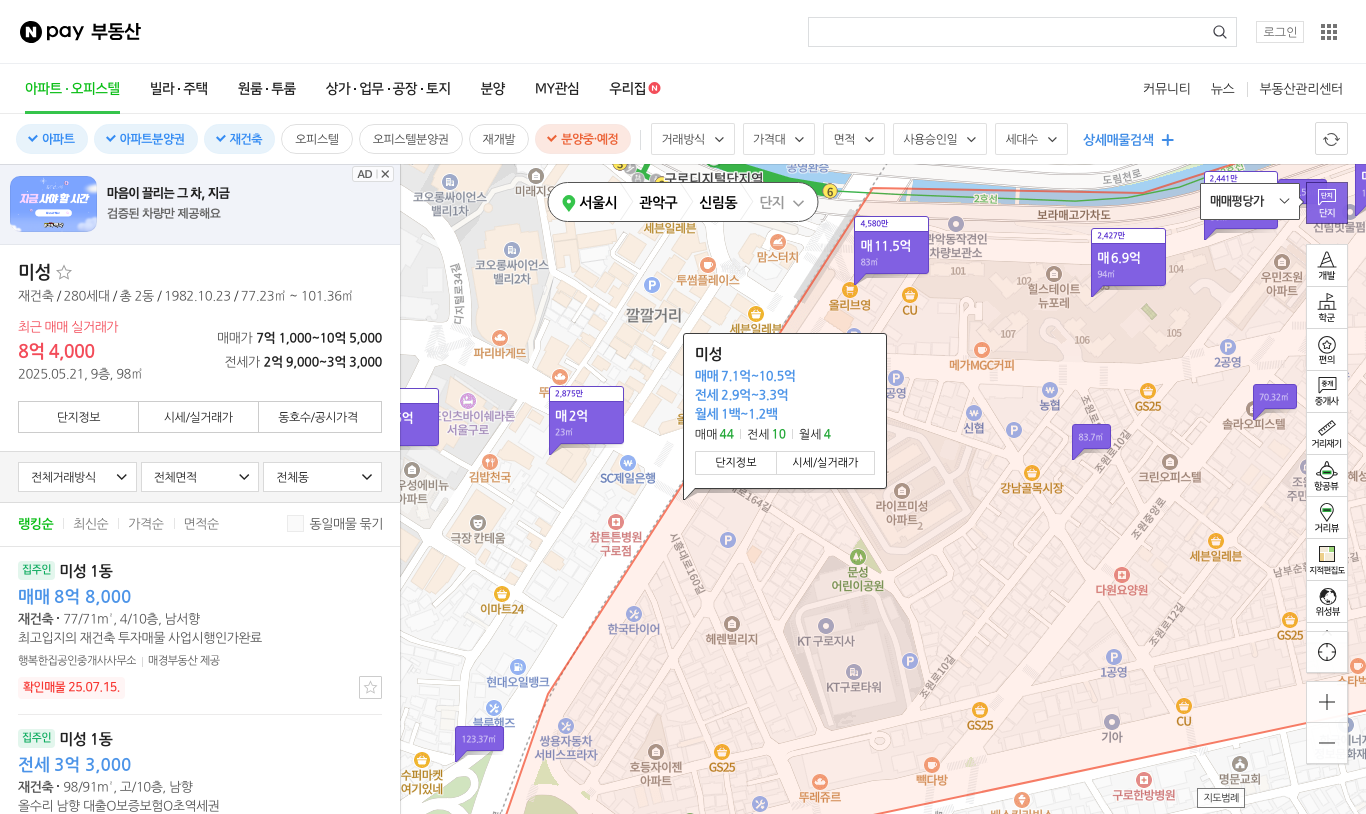 N pay 부동산
로그인
아파트·오피스텔
빌라·주택
원룸·투룸
상가·업무·공장·토지
분양
MY관심
우리집 N
커뮤니티
뉴스
부동산관리센터
아파트
아파트분양권
재건축
오피스텔
오피스텔분양권
재개발
분양중·예정
거래방식
가격대
면적
사용승인일
세대수
상세매물검색
AD
지금 사야 할 시간
마음이 끌리는 그 차, 지금
검증된 차량만 제공해요
미성
재건축 / 280세대 / 총 2동 / 1982.10.23 / 77.23㎡ ~ 101.36㎡
최근 매매 실거래가
8억 4,000
2025.05.21, 9층, 98㎡
매매가 7억 1,000~10억 5,000
전세가 2억 9,000~3억 3,000
단지정보
시세/실거래가
동호수/공시가격
전체거래방식
전체면적
전체동
랭킹순
최신순
가격순
면적순
동일매물 묶기
집주인 미성 1동
매매 8억 8,000
재건축 · 77/71㎡, 4/10층, 남서향
최고입지의 재건축 투자매물 사업시행인가완료
행복한집공인중개사사무소
매경부동산 제공
확인매물 25.07.15.
집주인 미성 1동
전세 3억 3,000
재건축 · 98/91㎡, 고/10층, 남향
올수리 남향 대출O보증보험O초역세권
서울시
관악구
신림동
단지
매매평당가
단지
개발
학군
편의
중개
중개사
거리재기
항공뷰
거리뷰
지적편집도
위성뷰
지도범례
미성
매매 7.1억~10.5억
전세 2.9억~3.3억
월세 1백~1.2백
매매 44
전세 10
월세 4
단지정보
시세/실거래가
4,580만
매 11.5억
83㎡
2,427만
매 6.9억
94㎡
2,441만
2,875만
매 2억
23㎡
70.32㎡
83.7㎡
123.37㎡
코오롱싸이언스
밸리1차
구로디지털단지역
6
2호선
도림천로
보라매고가차도
세븐일레븐
맘스터치
코오롱싸이언스
밸리2차
디지털로34길
투썸플레이스
깔깔거리
세븐일레븐
파리바게뜨
올리브영
CU
101
102
104
105
106
107
힐스테이트
뉴포레
우민조원
아파트
메가MGC커피
2공영
농협
GS25
신협
솔라오피스텔
크린오피스텔
강남골목시장
조원로10길
조원중앙로
김밥천국
SC제일은행
극장 칸테움
참튼튼병원
구로점
라이프미성
아파트2
문성
어린이공원
시흥대로160길
세븐일레븐
다원요양원
이마트24
한국타이어
헤렌빌리지
KT 구로지사
KT구로타워
조원로12길
조원로10길
GS25
1공영
현대오일뱅크
블루핸즈
쌍용자동차
서비스프라자
호등자이젠
아파트
GS25
GS25
CU
기아
수퍼마켓
여기있네
뚜레쥬르
빽다방
구로한방병원
명문교회